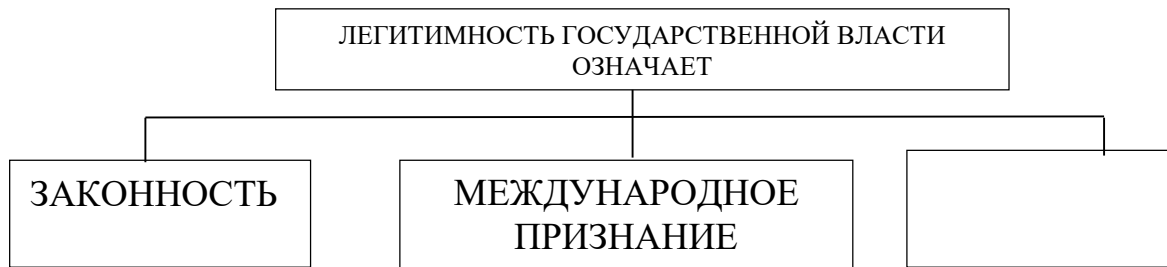 ЛЕГИТИМНОСТЬ ГОСУДАРСТВЕННОЙ ВЛАСТИ
ОЗНАЧАЕТ
ЗАКОННОСТЬ
МЕЖДУНАРОДНОЕ
ПРИЗНАНИЕ